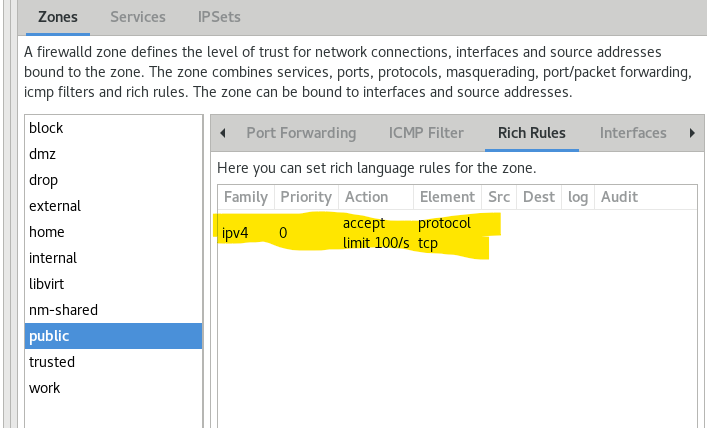 Zones Services IPSets
A firewalld zone defines the level of trust for network connections, interfaces and source addresses
bound to the zone. The zone combines services, ports, protocols, masquerading, port/packet forwarding,
icmp filters and rich rules. The zone can be bound to interfaces and source addresses.
block
dmz
drop
external
home
internal
libvirt
nm-shared
public
trusted
work
Port Forwarding ICMP Filter Rich Rules Interfaces
Here you can set rich language rules for the zone.
Family Priority Action Element Src Dest log Audit
ipv4 0 accept protocol
limit 100/s tcp